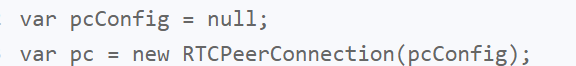 var pcConfig = null;
var pc = new RTCPeerConnection(pcConfig);